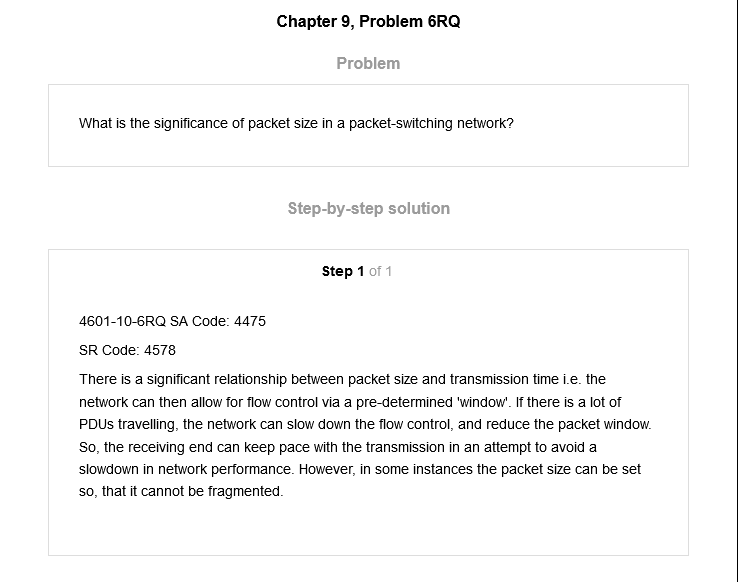 Chapter 9, Problem 6RQ
Problem
What is the significance of packet size in a packet-switching network?
Step-by-step solution
Step 1 of 1
4601-10-6RQ SA Code: 4475
SR Code: 4578
There is a significant relationship between packet size and transmission time i.e. the
network can then allow for flow control via a pre-determined 'window'. If there is a lot of
PDUs travelling, the network can slow down the flow control, and reduce the packet window.
So, the receiving end can keep pace with the transmission in an attempt to avoid a
slowdown in network performance. However, in some instances the packet size can be set
so, that it cannot be fragmented.